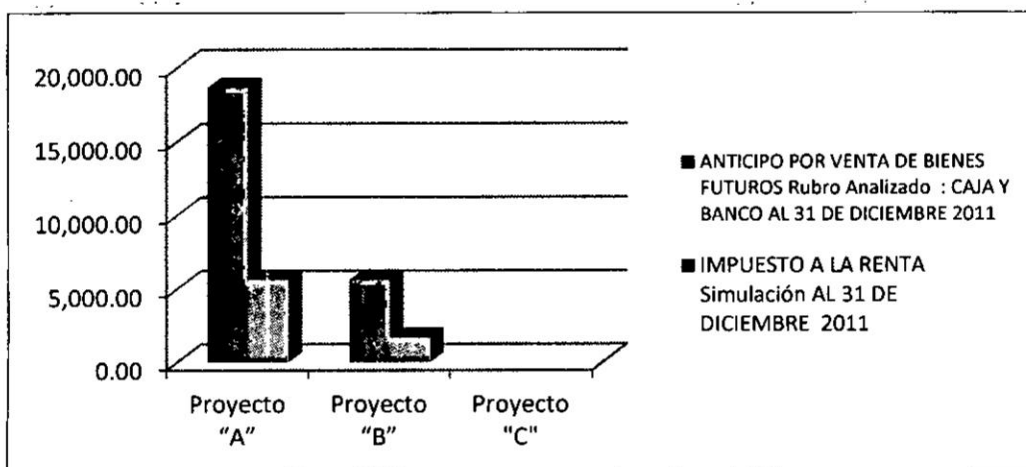 20,000.00
15,000.00
10,000.00
5,000.00
0.00
Proyecto
“A”
Proyecto
“B”
Proyecto
"C"
■ ANTICIPO POR VENTA DE BIENES
FUTUROS Rubro Analizado : CAJA Y
BANCO AL 31 DE DICIEMBRE 2011
■ IMPUESTO A LA RENTA
Simulación AL 31 DE
DICIEMBRE 2011